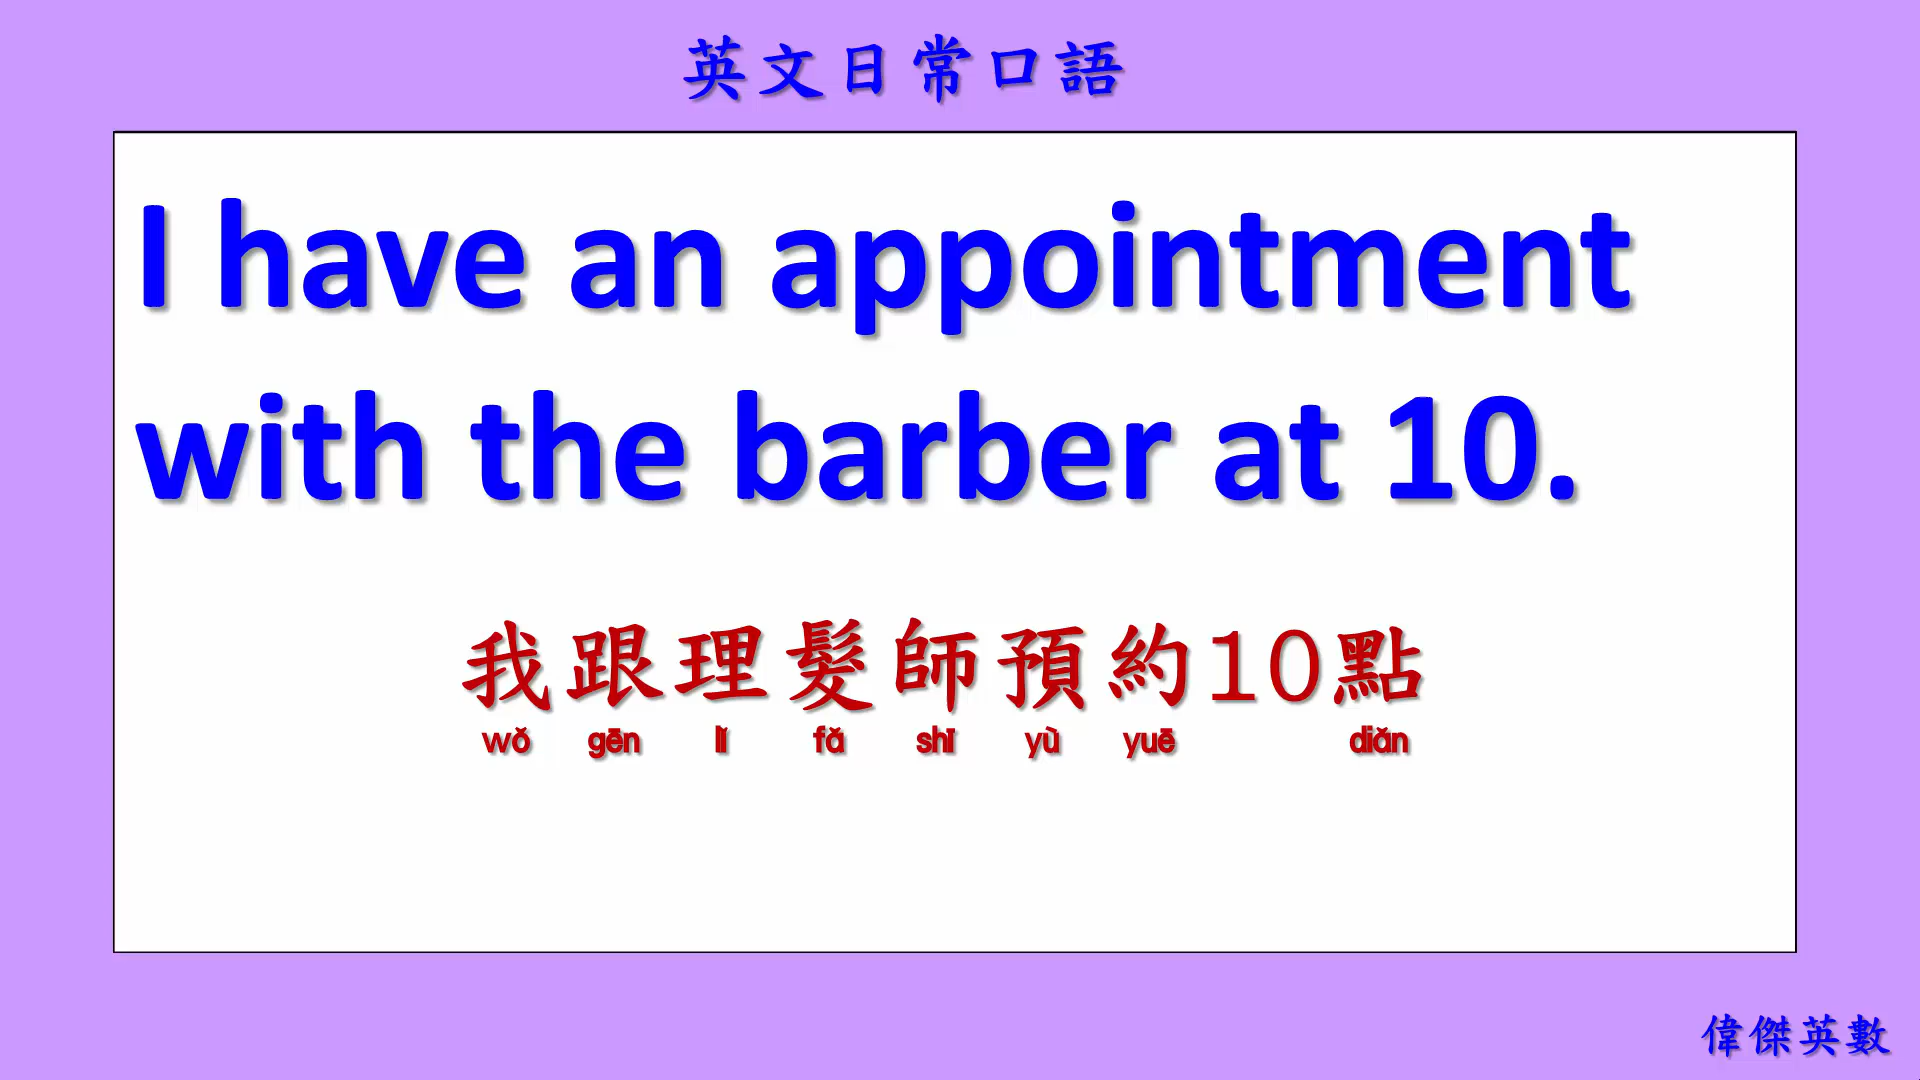 英文日常口語
I have an appointment
with the barber at 10.
我跟理髮師預約10點
wǒ gēn lǐ fǎ shī yù yuē diǎn
偉傑英數